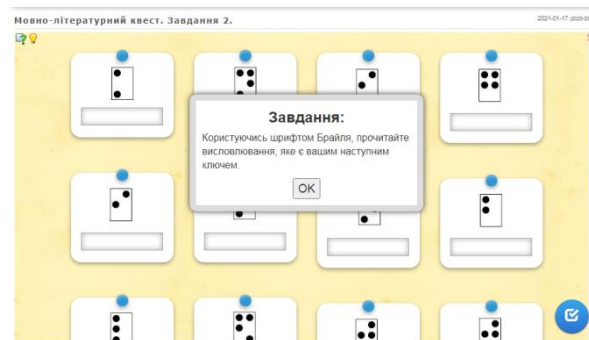 Мовно-літературний квест. Завдання 2.
2021-01-17
Завдання:
Користуючись шрифтом Брайля, прочитайте
висловлювання, яке є вашим наступним
ключем.
OK